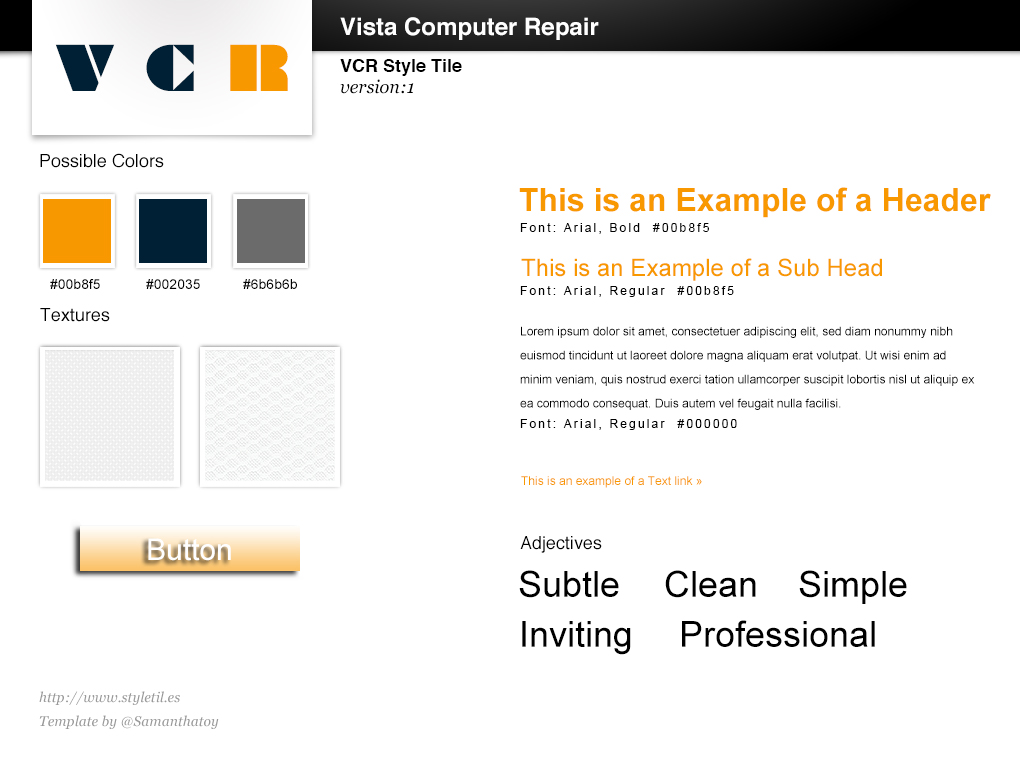 VCR
Vista Computer Repair
VCR Style Tile
version:1
Possible Colors
#00b8f5 #002035 #6b6b6b
Textures
Button
This is an Example of a Header
Font: Arial, Bold #00b8f5
This is an Example of a Sub Head
Font: Arial, Regular #00b8f5
Lorem ipsum dolor sit amet, consectetuer adipiscing elit, sed diam nonummy nibh
euismod tincidunt ut laoreet dolore magna aliquam erat volutpat. Ut wisi enim ad
minim veniam, quis nostrud exerci tation ullamcorper suscipit lobortis nisl ut aliquip ex
ea commodo consequat. Duis autem vel feugait nulla facilisi.
Font: Arial, Regular #000000
This is an example of a Text link »
Adjectives
Subtle Clean Simple
Inviting Professional
http://www.styletil.es
Template by @Samanthatoy